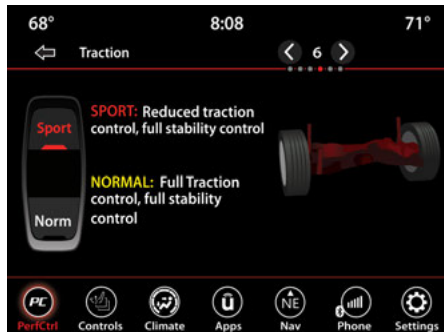 68°
8:08
71°
Traction
6
Sport
SPORT: Reduced traction
control, full stability control
NORMAL: Full Traction
control, full stability
control
Norm
PC
ū
NE
PerfCtrl
Controls
Climate
Apps
Nav
Phone
Settings